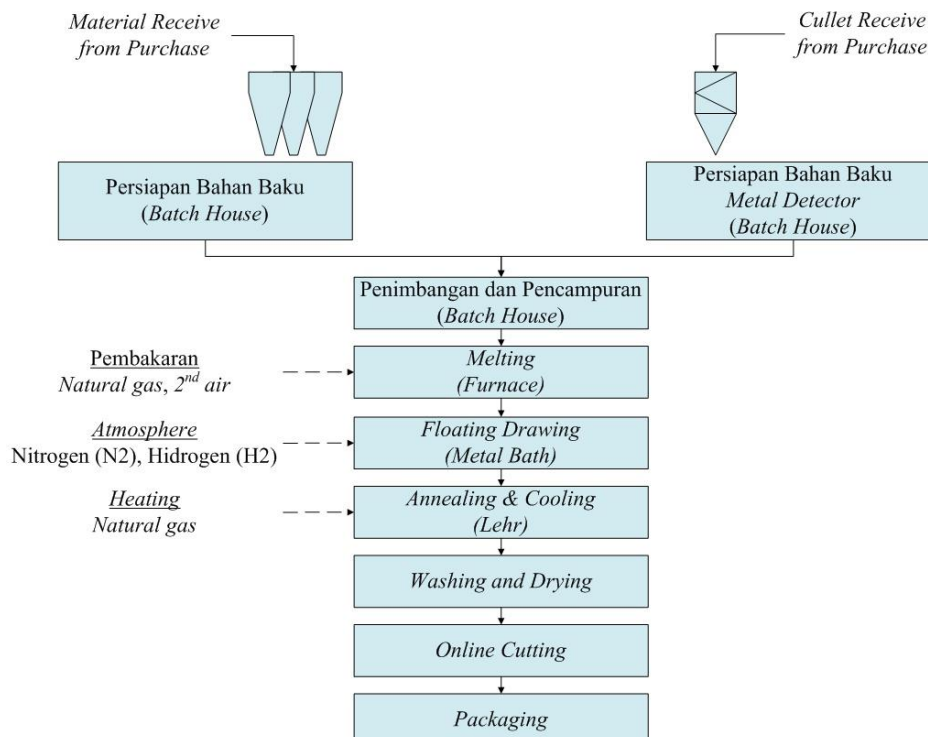 Material Receive
from Purchase
Cullet Receive
from Purchase
Persiapan Bahan Baku
(Batch House)
Persiapan Bahan Baku
Metal Detector
(Batch House)
Penimbangan dan Pencampuran
(Batch House)
Pembakaran
Natural gas, 2nd air
Melting
(Furnace)
Atmosphere
Nitrogen (N2), Hidrogen (H2)
Floating Drawing
(Metal Bath)
Heating
Natural gas
Annealing & Cooling
(Lehr)
Washing and Drying
Online Cutting
Packaging